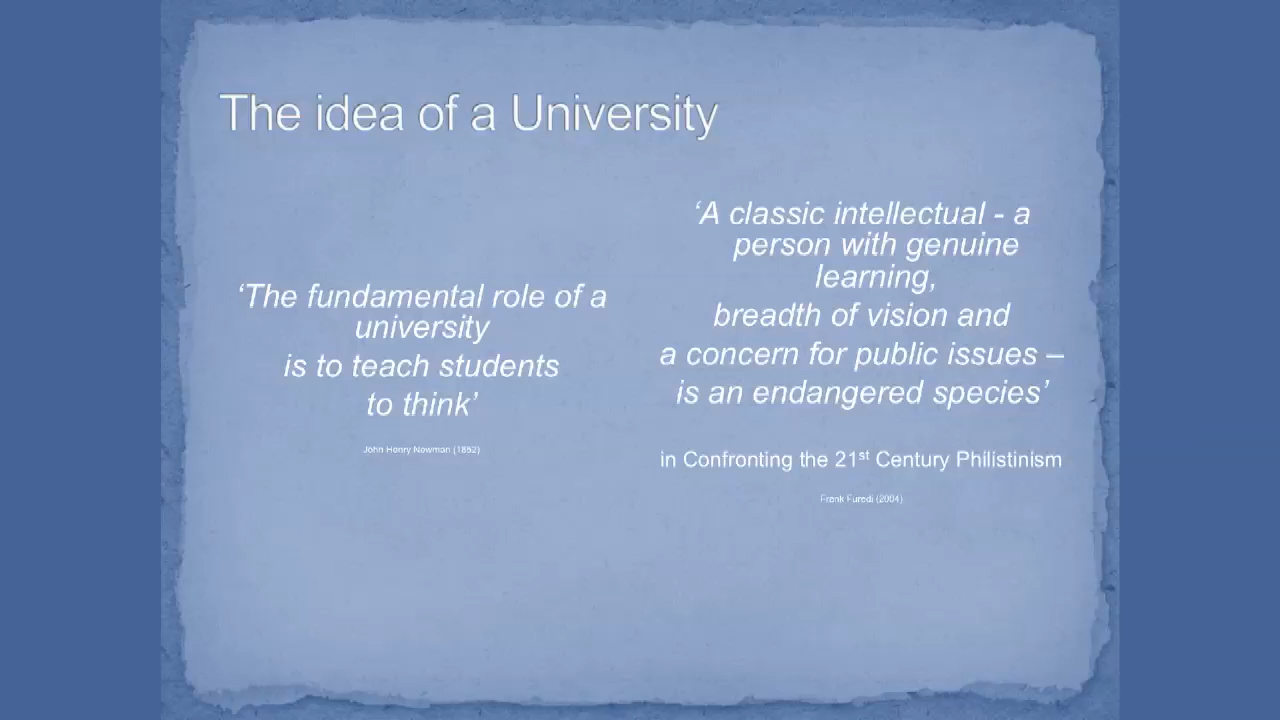 The idea of a University
‘The fundamental role of a
university
is to teach students
to think’
John Henry Newman (1852)
‘A classic intellectual - a
person with genuine
learning,
breadth of vision and
a concern for public issues –
is an endangered species’
in Confronting the 21st Century Philistinism
Frank Furedi (2004)